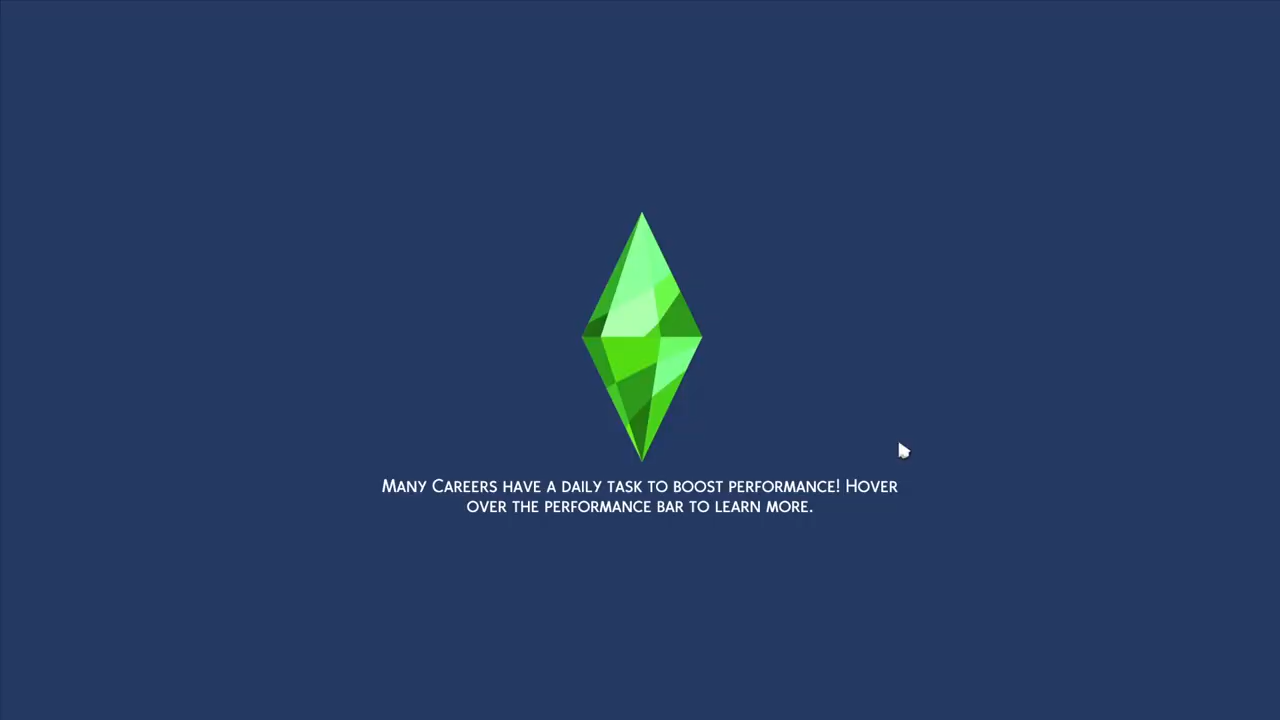 Many Careers have a daily task to boost performance! Hover
over the performance bar to learn more.